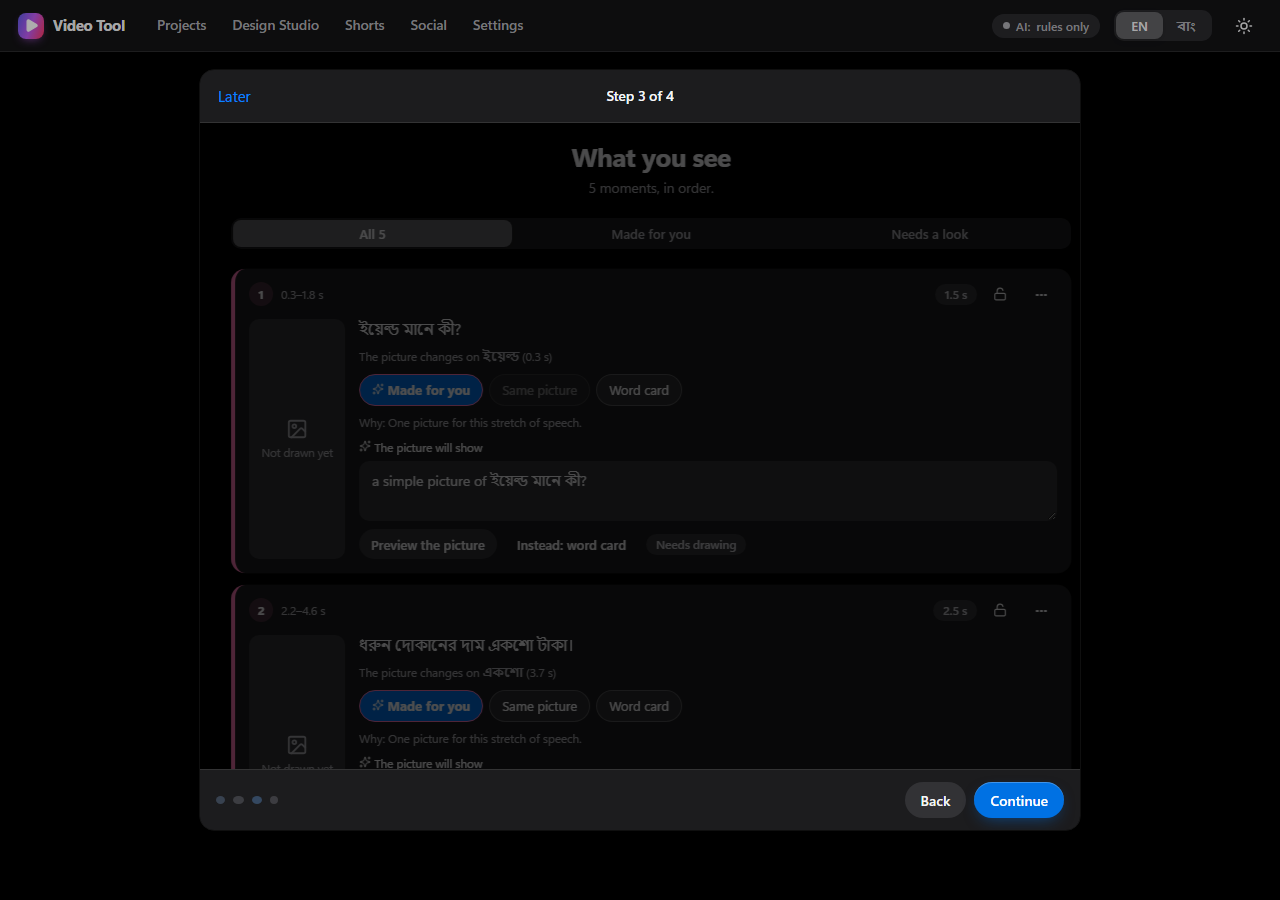 Video Tool
Projects
Design Studio
Shorts
Social
Settings
AI: rules only
EN
বাং
Later
Step 3 of 4
What you see
5 moments, in order.
All 5
Made for you
Needs a look
1
0.3–1.8 s
1.5 s
ইয়েল্ড মানে কী?
The picture changes on ইয়েল্ড (0.3 s)
Made for you
Same picture
Word card
Why: One picture for this stretch of speech.
The picture will show
Not drawn yet
a simple picture of ইয়েল্ড মানে কী?
Preview the picture
Instead: word card
Needs drawing
2
2.2–4.6 s
2.5 s
ধরুন দোকানের দাম একশো টাকা।
The picture changes on একশো (3.7 s)
Made for you
Same picture
Word card
Why: One picture for this stretch of speech.
The picture will show
Not drawn yet
Back
Continue